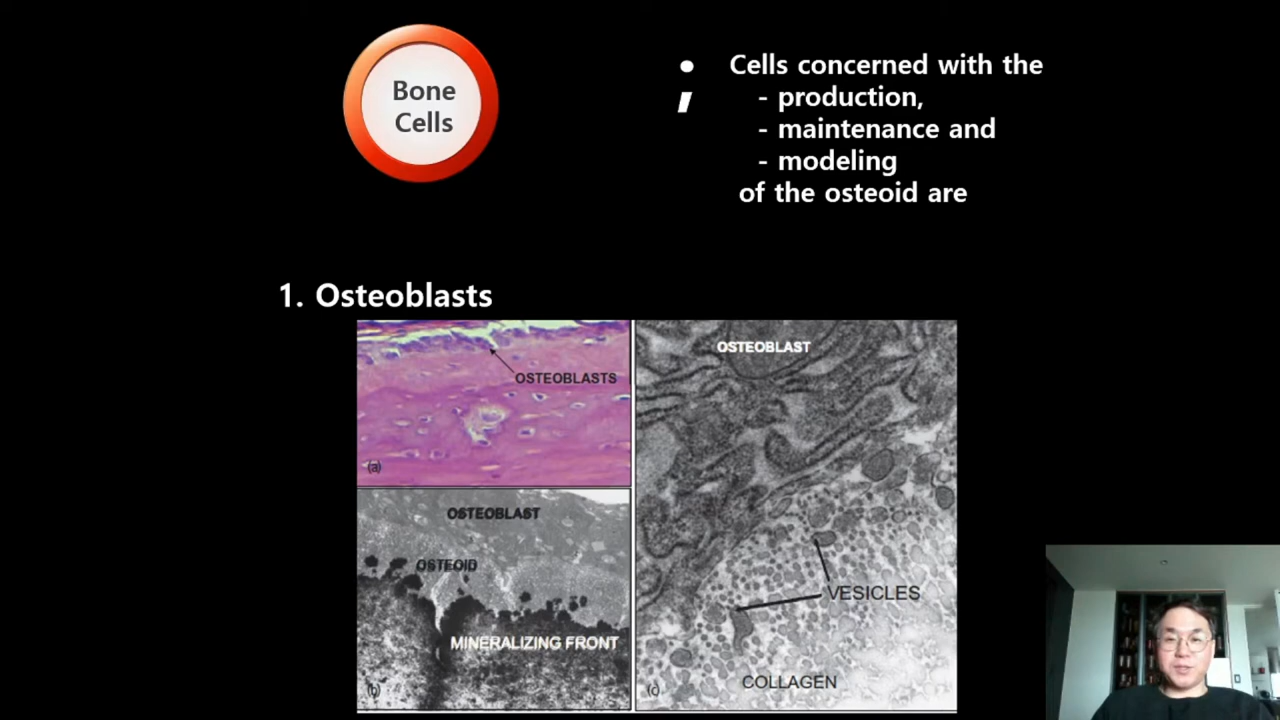 Bone
Cells
• Cells concerned with the
- production,
- maintenance and
- modeling
of the osteoid are
1. Osteoblasts
OSTEOBLASTS
(a)
OSTEOBLAST
OSTEOID
MINERALIZING FRONT
(b)
OSTEOBLAST
VESICLES
COLLAGEN
(c)